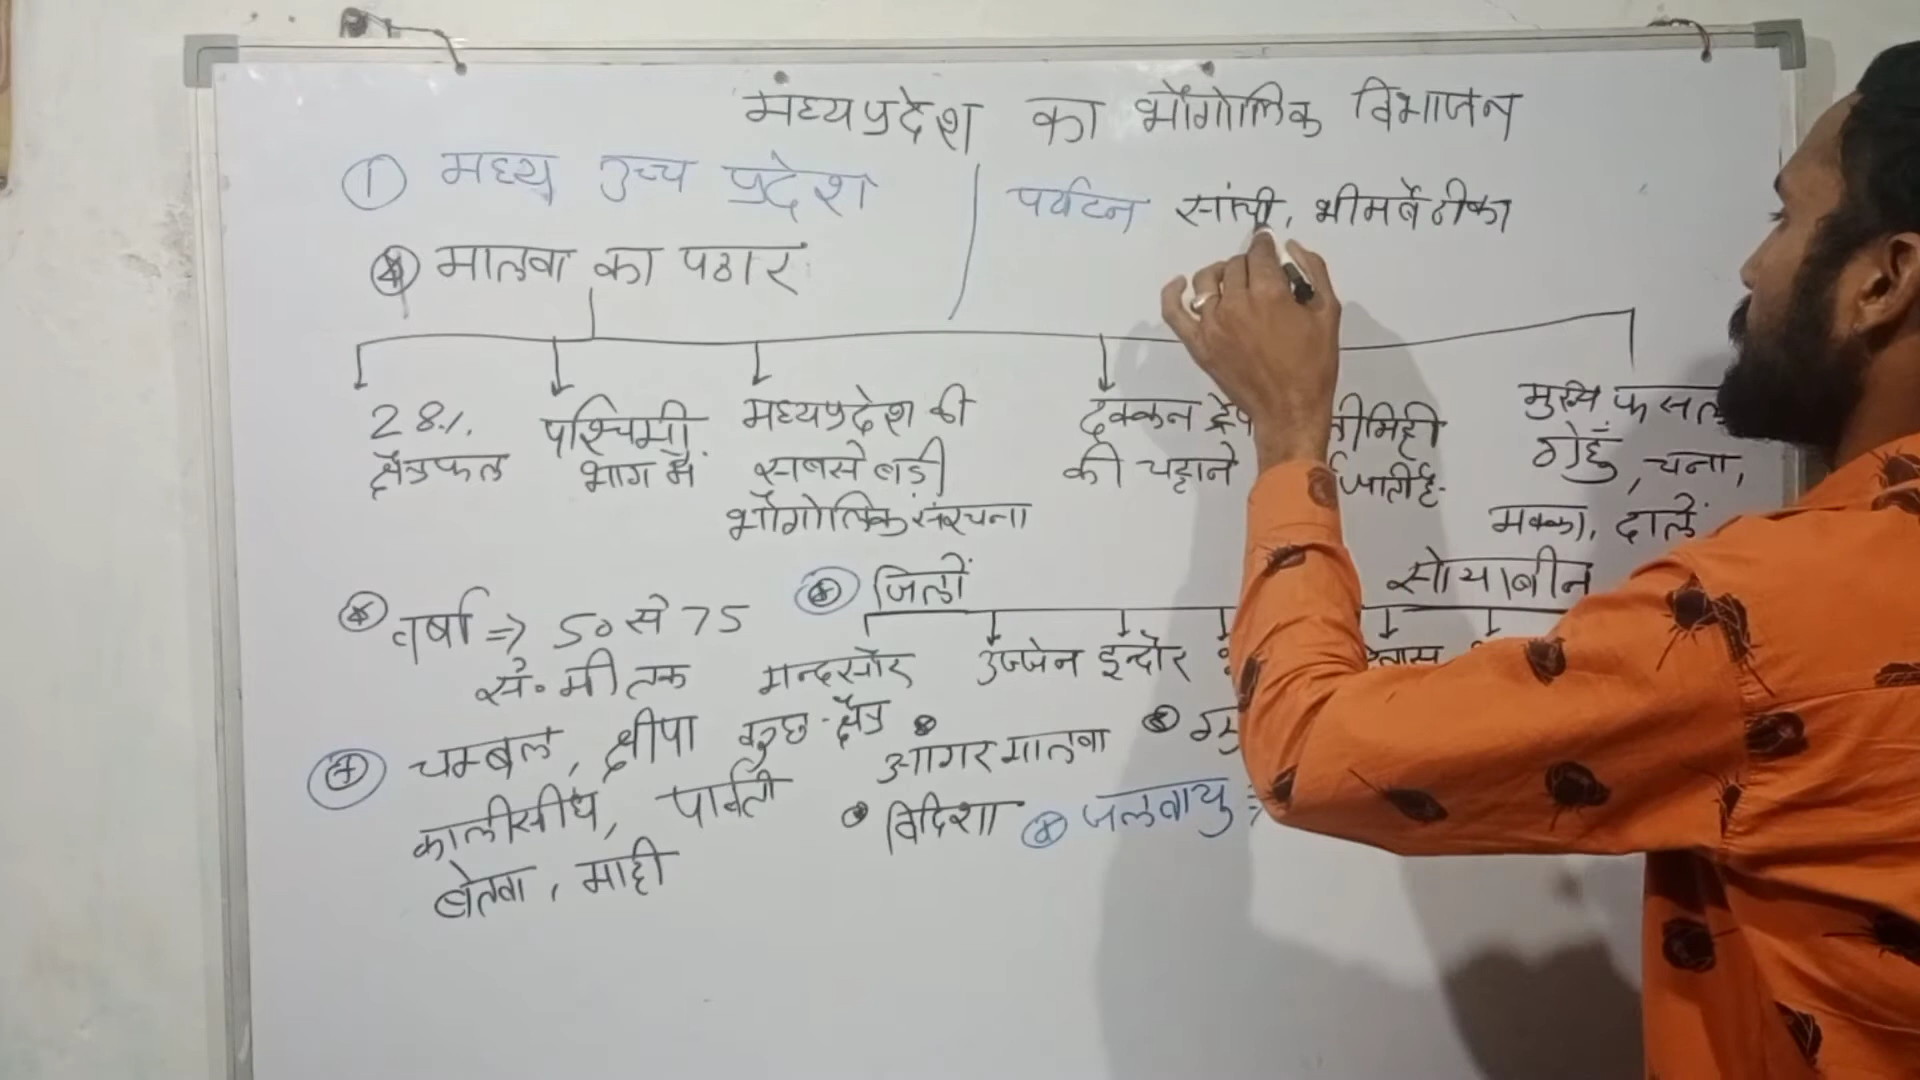 मध्यप्रदेश का भौगोलिक विभाजन
① मध्य उच्च प्रदेश
पर्यटन सांची, भीमबेठीका
मालवा का पठार
28%
क्षेत्रफल
पश्चिमी
भाग में
मध्यप्रदेश की
सबसे बड़ी
भौगोलिक संरचना
दक्कन ट्रेप
की चट्टाने
मिट्टी
जाती है-
मुख्य फसल
गेहुँ, चना,
मक्का, दालें
सोयाबीन
वर्षा ⇒ 50 से 75
से. मी तक
जिलों
मन्दसौर उज्जेन इन्दौर
चम्बल, क्षीपा कुछ-क्षेत्र
कालीसीध, पार्वती
बेतवा, माही
आगर मालवा
विदिशा
जलवायु ⇒